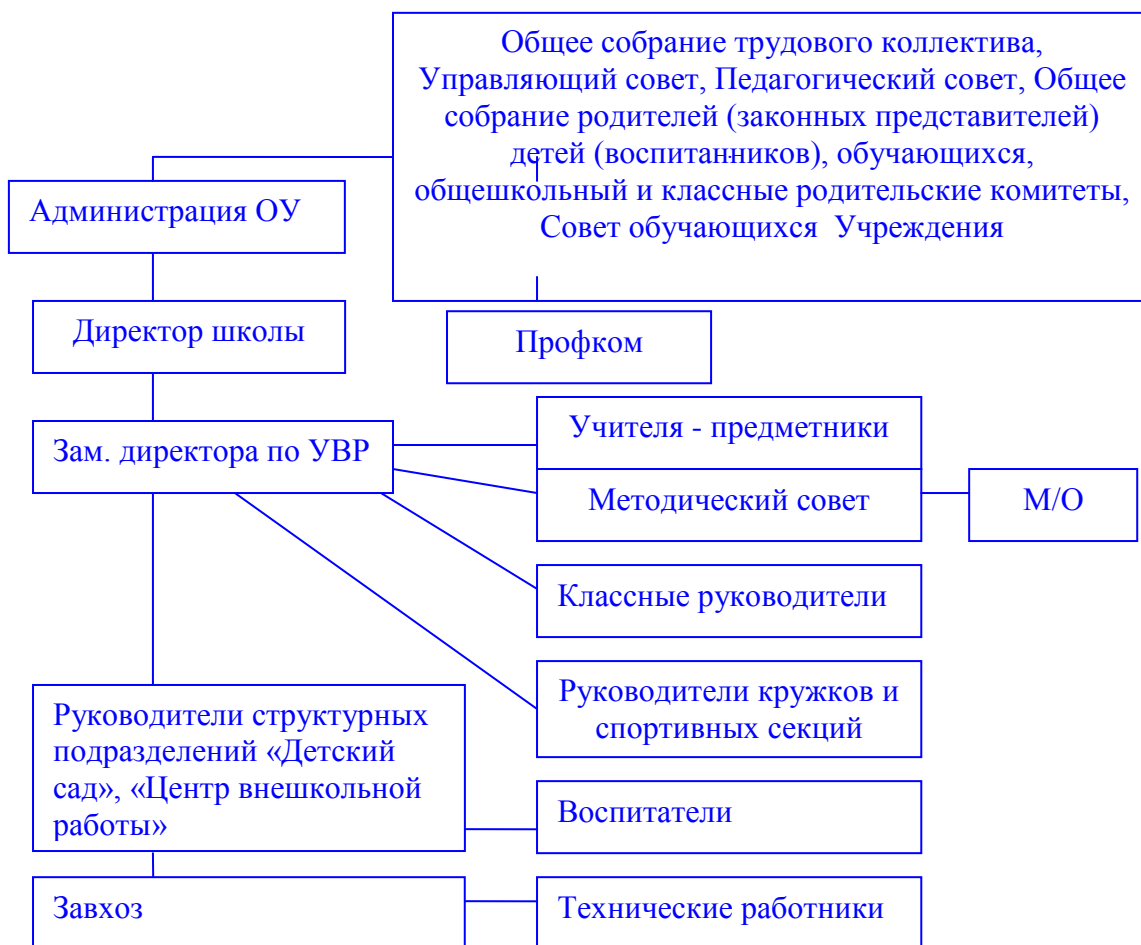 Общее собрание трудового коллектива,
Управляющий совет, Педагогический совет, Общее
собрание родителей (законных представителей)
детей (воспитанников), обучающихся,
общешкольный и классные родительские комитеты,
Совет обучающихся Учреждения
Администрация ОУ
Директор школы
Профком
Зам. директора по УВР
Учителя - предметники
Методический совет
М/О
Классные руководители
Руководители кружков и
спортивных секций
Руководители структурных
подразделений «Детский
сад», «Центр внешкольной
работы»
Воспитатели
Завхоз
Технические работники